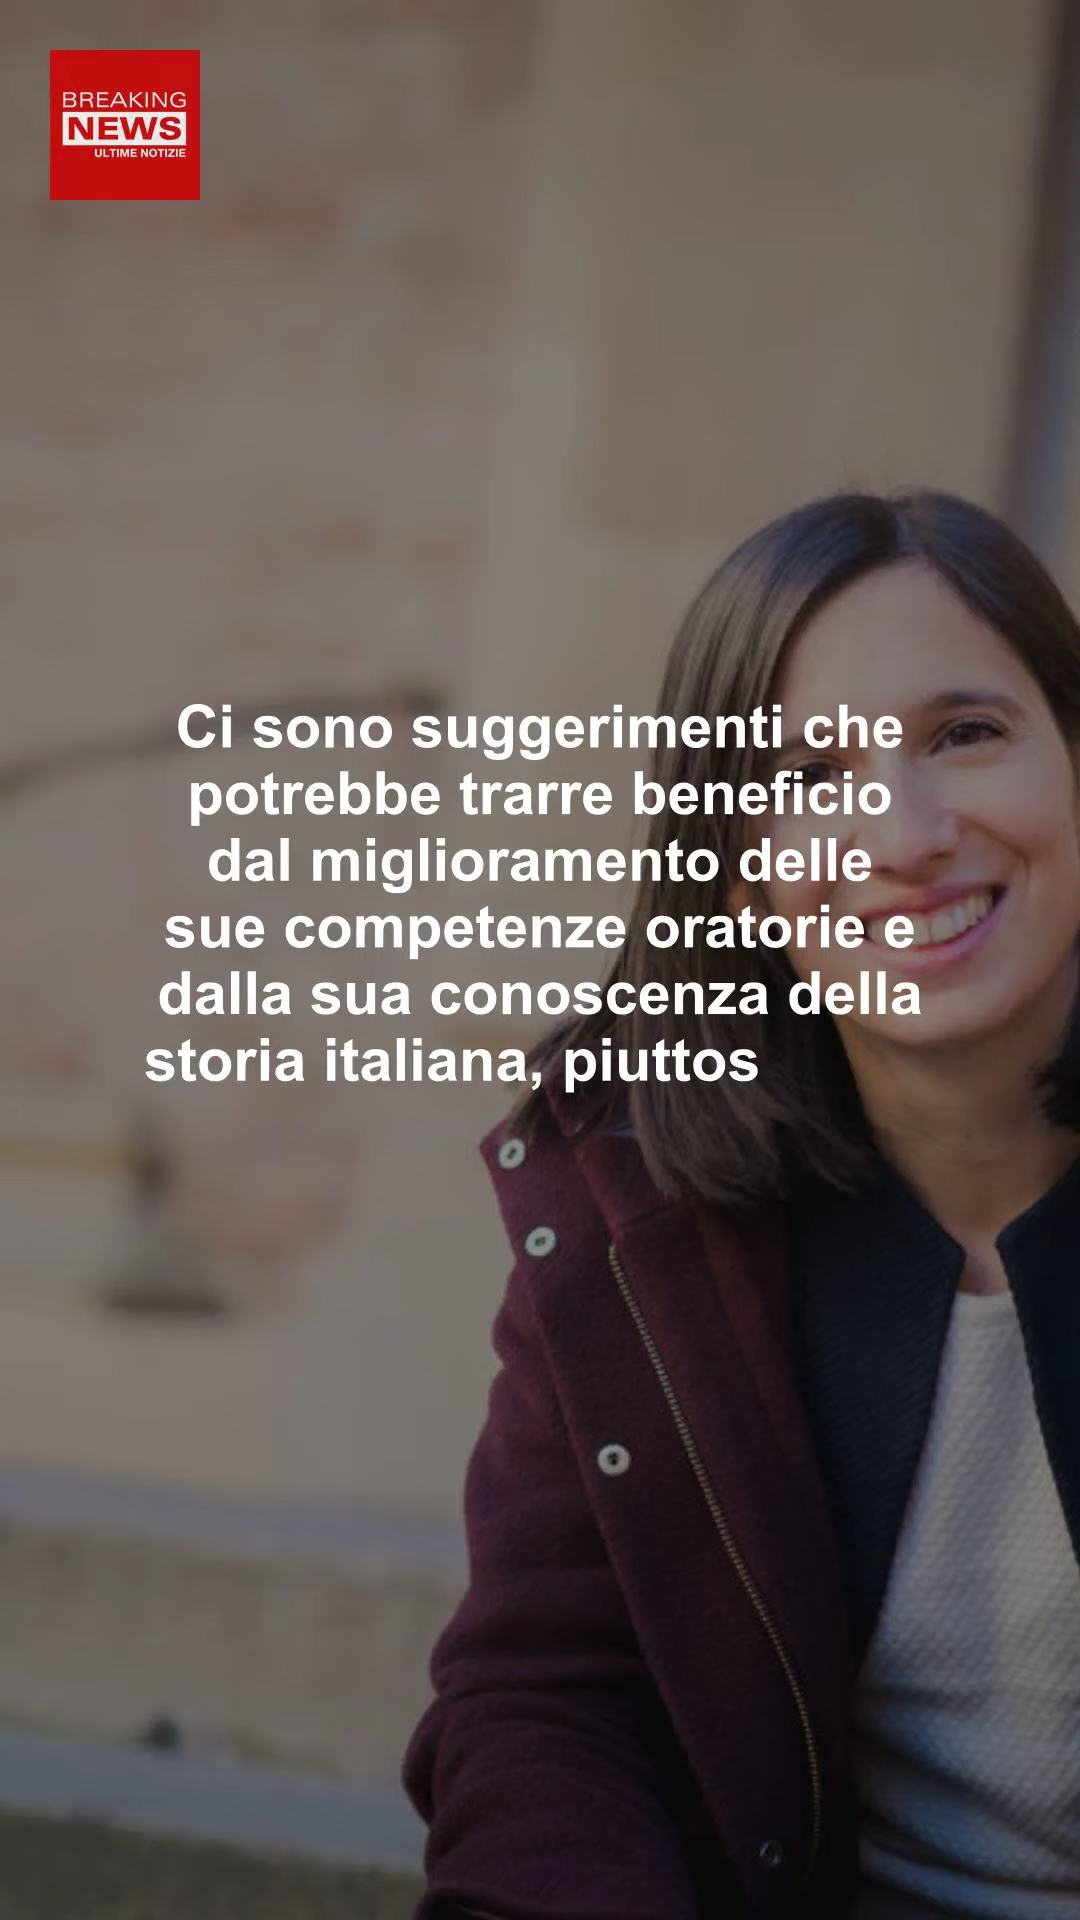 BREAKING
NEWS
ULTIME NOTIZIE
Ci sono suggerimenti che
potrebbe trarre beneficio
dal miglioramento delle
sue competenze oratorie e
dalla sua conoscenza della
storia italiana, piuttos